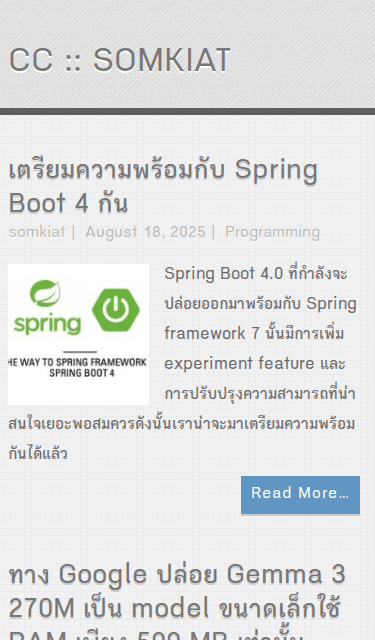 CC :: SOMKIAT
เตรียมความพร้อมกับ Spring
Boot 4 กัน
somkiat | August 18, 2025 | Programming
spring
HE WAY TO SPRING FRAMEWORK
SPRING BOOT 4
Spring Boot 4.0 ที่กำลังจะ
ปล่อยออกมาพร้อมกับ Spring
framework 7 นั้นมีการเพิ่ม
experiment feature และ
การปรับปรุงความสามารถที่น่า
สนใจเยอะพอสมควรดังนั้นเราน่าจะมาเตรียมความพร้อม
กันได้แล้ว
Read More...
ทาง Google ปล่อย Gemma 3
270M เป็น model ขนาดเล็กใช้